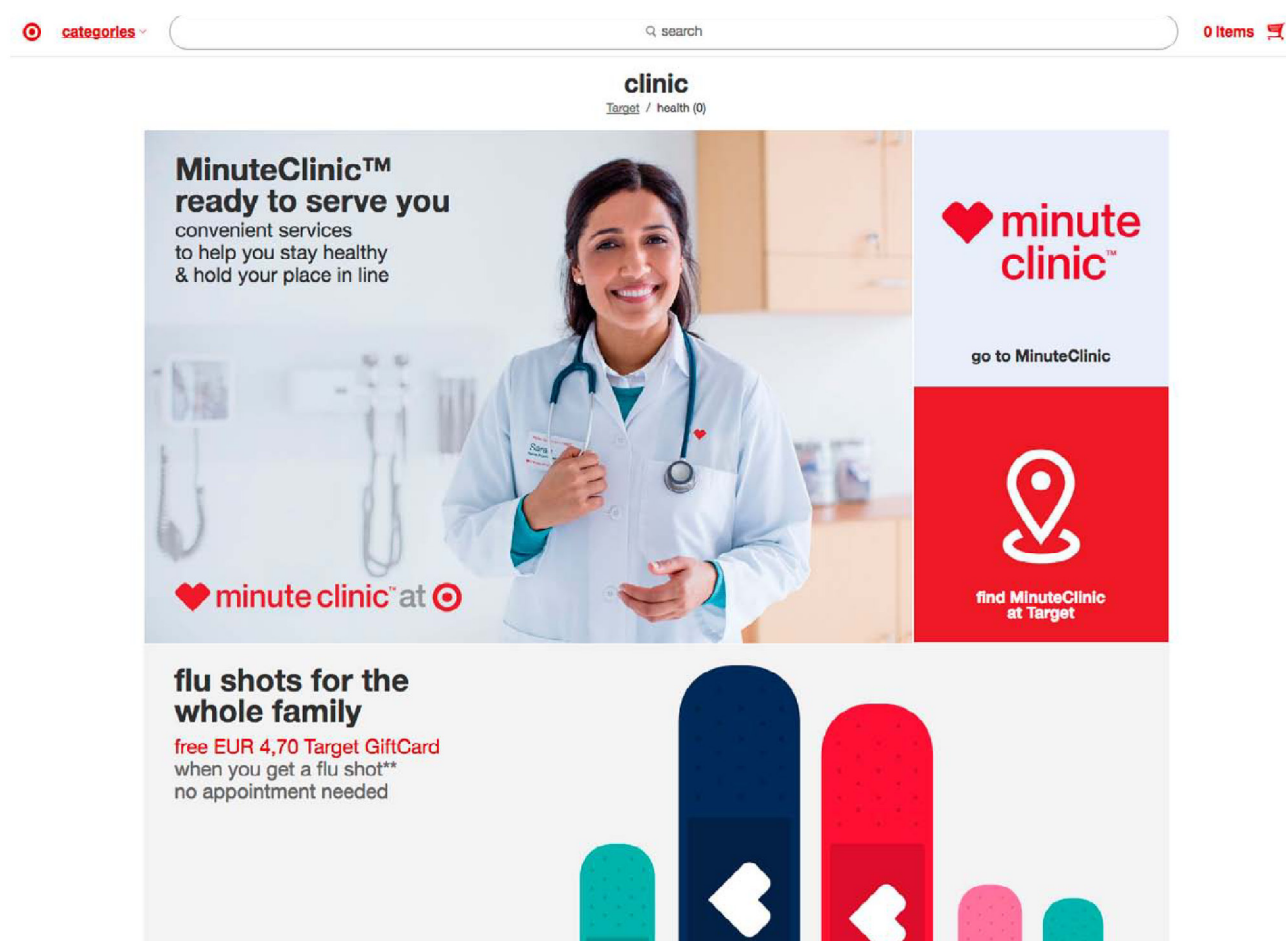 categories
search
0 items
clinic
Target / health (0)
MinuteClinic™
ready to serve you
convenient services
to help you stay healthy
& hold your place in line
minute
clinic™
go to MinuteClinic
Sara
minute clinic™ at
find MinuteClinic
at Target
flu shots for the
whole family
free EUR 4,70 Target GiftCard
when you get a flu shot**
no appointment needed